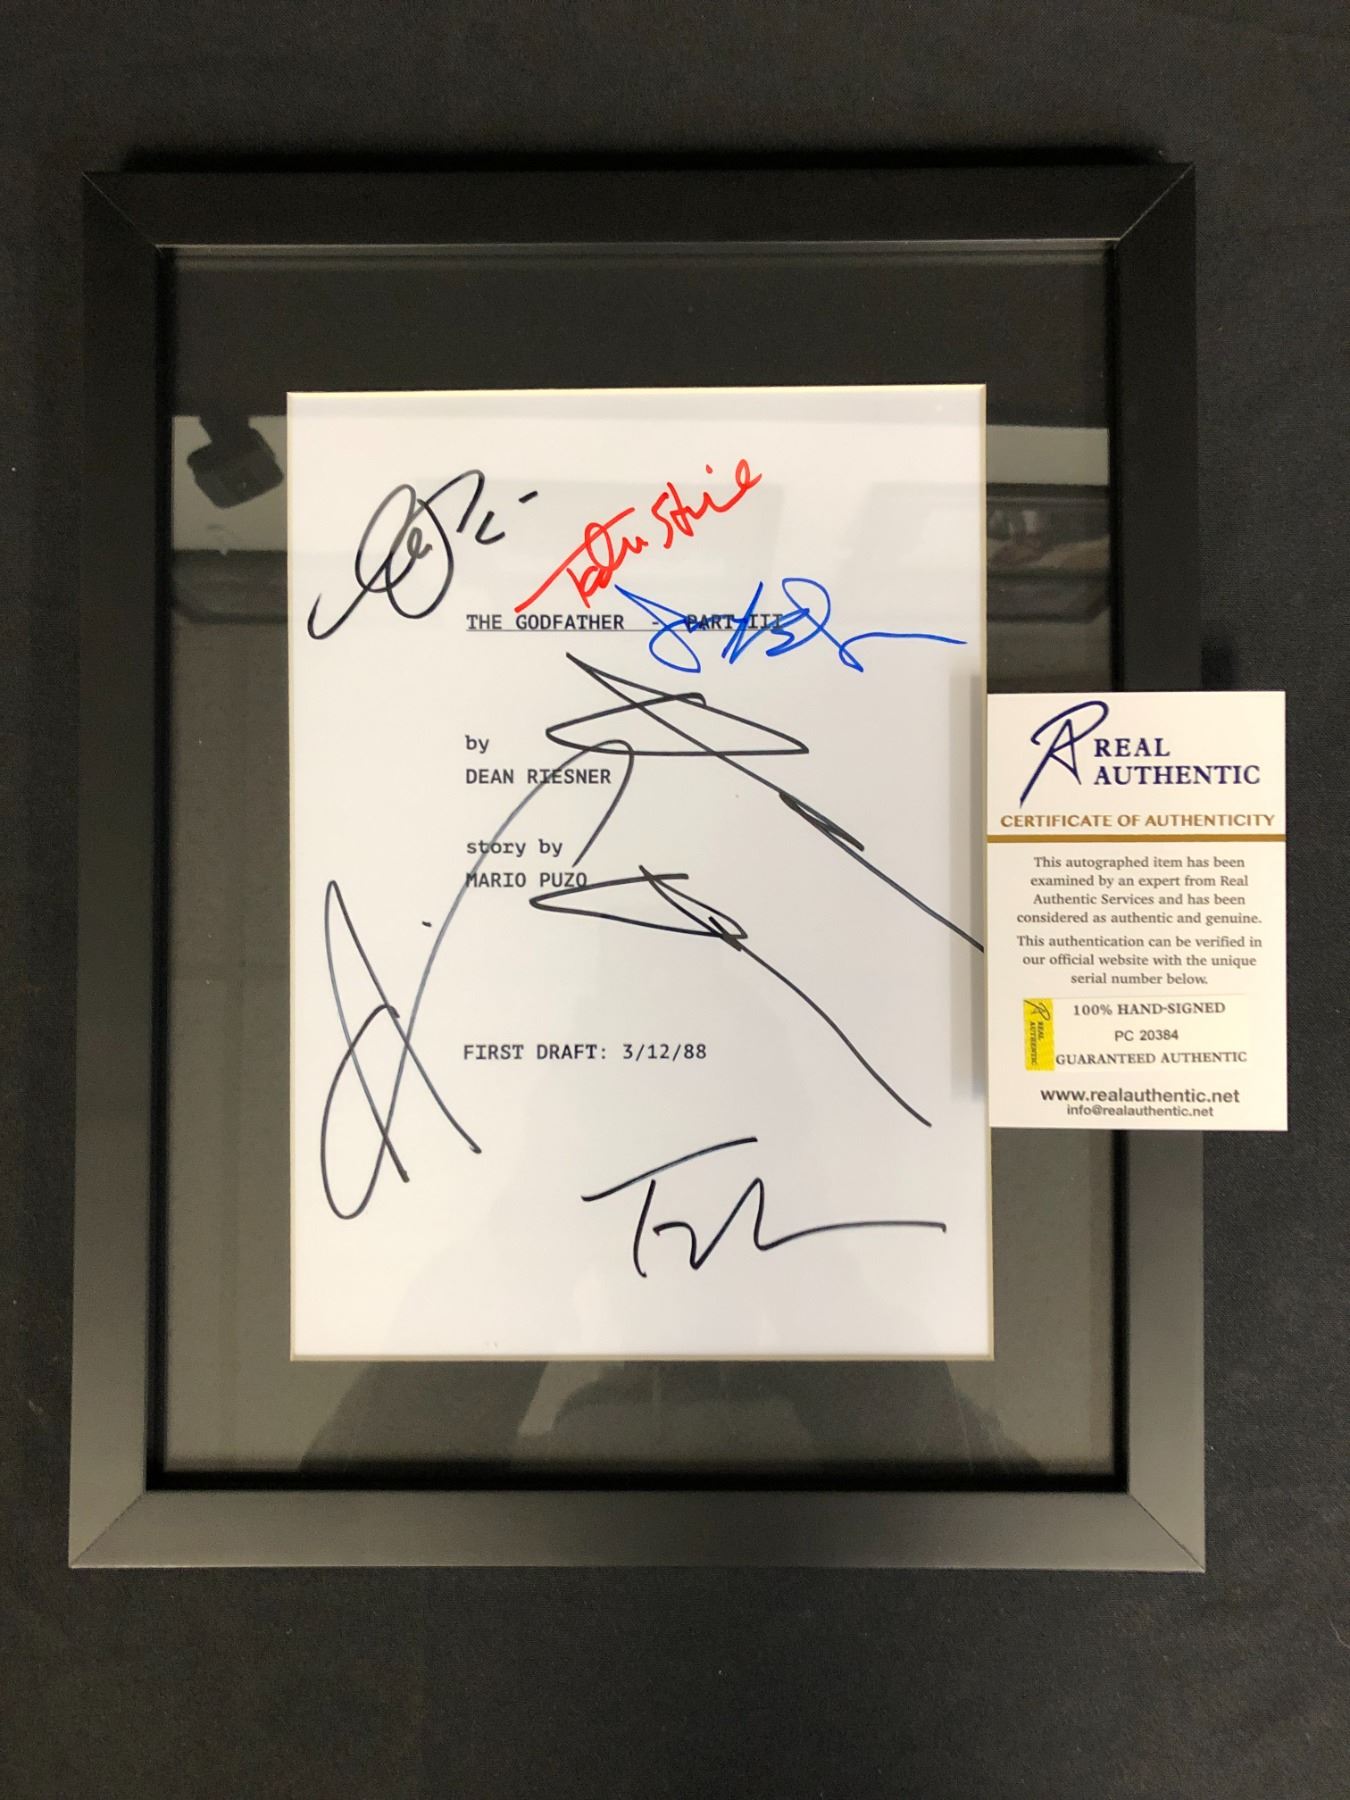 THE GODFATHER - PART III
by
DEAN RIESNER
story by
MARIO PUZO
FIRST DRAFT: 3/12/88
REAL
AUTHENTIC
CERTIFICATE OF AUTHENTICITY
This autographed item has been
examined by an expert from Real
Authentic Services and has been
considered as authentic and genuine.
This authentication can be verified in
our official website with the unique
serial number below.
REAL
AUTHENTIC
100% HAND-SIGNED
PC 20384
GUARANTEED AUTHENTIC
www.realauthentic.net
info@realauthentic.net